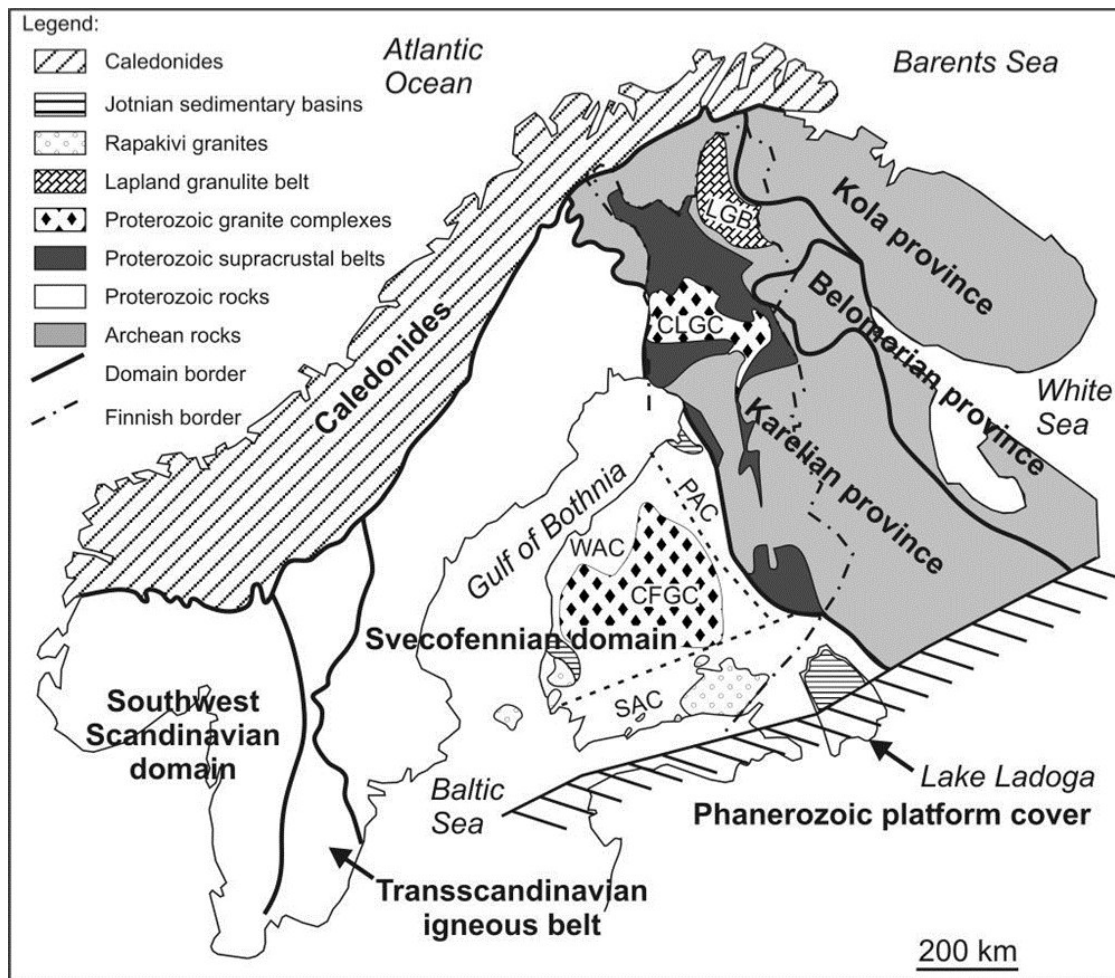 Legend:
Caledonides
Jotnian sedimentary basins
Rapakivi granites
Lapland granulite belt
Proterozoic granite complexes
Proterozoic supracrustal belts
Proterozoic rocks
Archean rocks
Domain border
Finnish border
Atlantic
Ocean
Barents Sea
Kola province
LGB
Belomorian province
CLGC
White
Sea
Caledonides
Karelian province
Gulf of Bothnia
PAC
WAC
CFGC
Svecofennian domain
Southwest
Scandinavian
domain
SAC
Baltic
Sea
Lake Ladoga
Phanerozoic platform cover
Transscandinavian
igneous belt
200 km